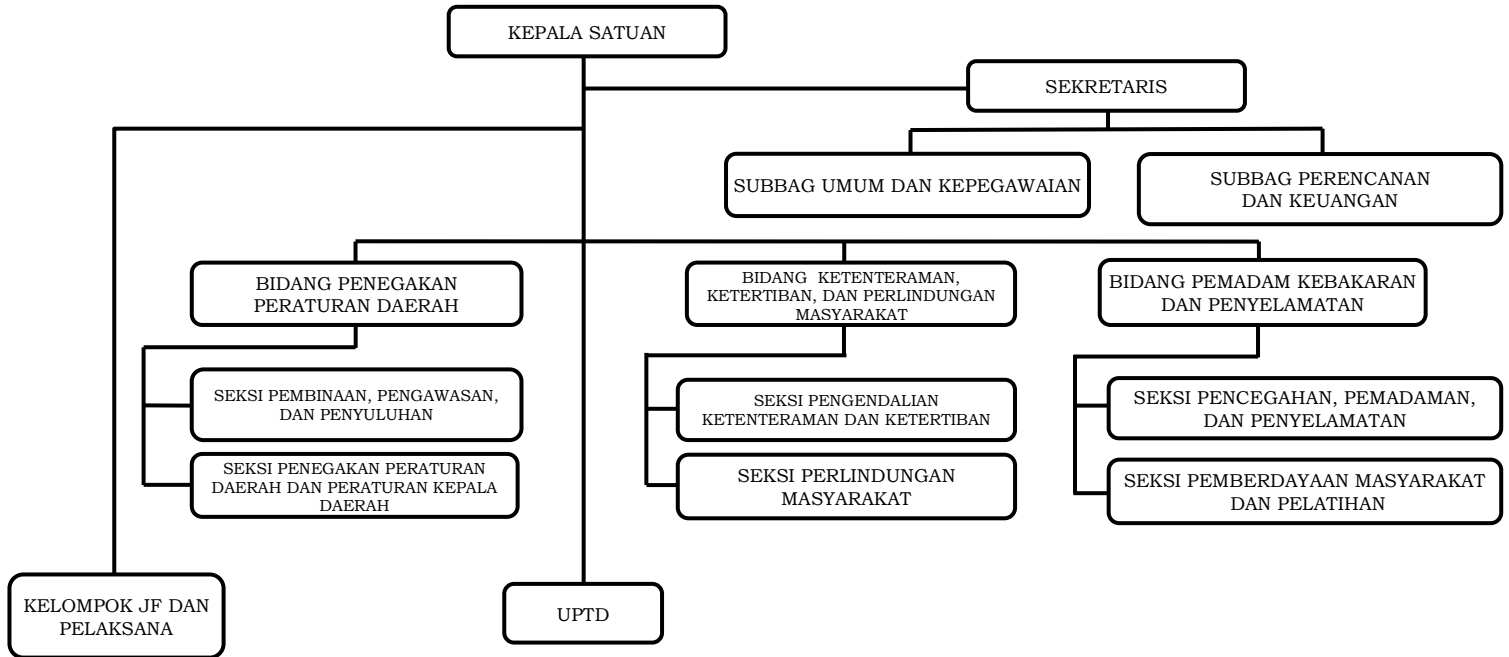 KEPALA SATUAN
SEKRETARIS
SUBBAG UMUM DAN KEPEGAWAIAN
SUBBAG PERENCANAN
DAN KEUANGAN
BIDANG PENEGAKAN
PERATURAN DAERAH
BIDANG KETENTERAMAN,
KETERTIBAN, DAN PERLINDUNGAN
MASYARAKAT
BIDANG PEMADAM KEBAKARAN
DAN PENYELAMATAN
SEKSI PEMBINAAN, PENGAWASAN,
DAN PENYULUHAN
SEKSI PENGENDALIAN
KETENTERAMAN DAN KETERTIBAN
SEKSI PENCEGAHAN, PEMADAMAN,
DAN PENYELAMATAN
SEKSI PENEGAKAN PERATURAN
DAERAH DAN PERATURAN KEPALA
DAERAH
SEKSI PERLINDUNGAN
MASYARAKAT
SEKSI PEMBERDAYAAN MASYARAKAT
DAN PELATIHAN
KELOMPOK JF DAN
PELAKSANA
UPTD